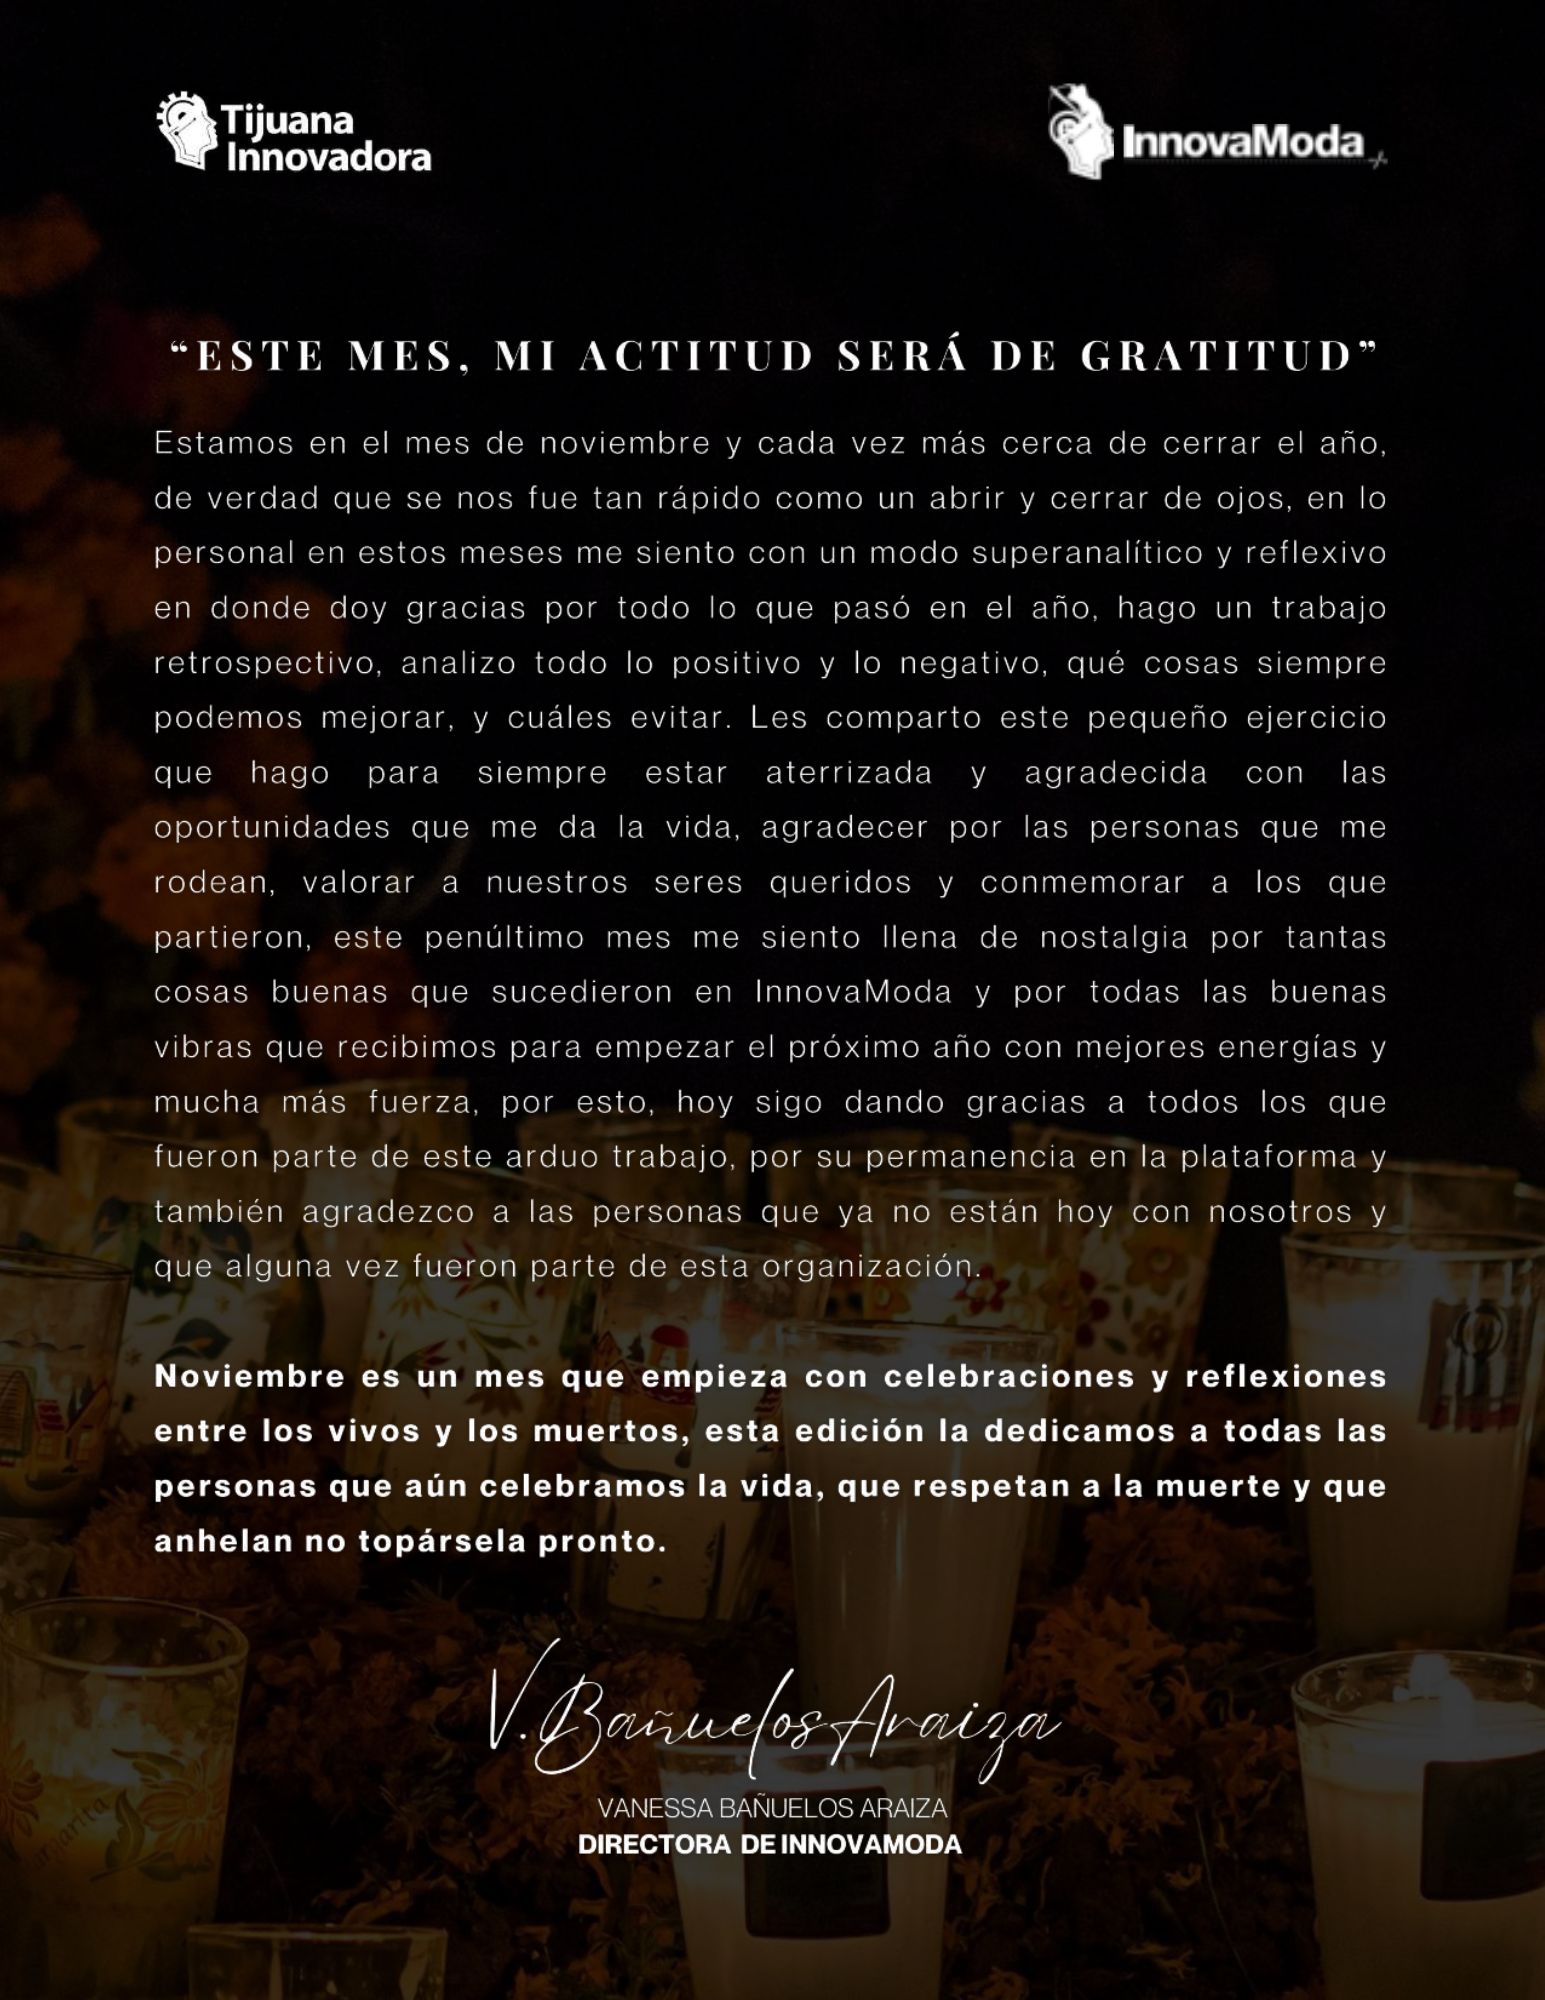 Tijuana
Innovadora
InnovaModa
“ESTE MES, MI ACTITUD SERÁ DE GRATITUD”
Estamos en el mes de noviembre y cada vez más cerca de cerrar el año,
de verdad que se nos fue tan rápido como un abrir y cerrar de ojos, en lo
personal en estos meses me siento con un modo superanalítico y reflexivo
en donde doy gracias por todo lo que pasó en el año, hago un trabajo
retrospectivo, analizo todo lo positivo y lo negativo, qué cosas siempre
podemos mejorar, y cuáles evitar. Les comparto este pequeño ejercicio
que hago para siempre estar aterrizada y agradecida con las
oportunidades que me da la vida, agradecer por las personas que me
rodean, valorar a nuestros seres queridos y conmemorar a los que
partieron, este penúltimo mes me siento llena de nostalgia por tantas
cosas buenas que sucedieron en InnovaModa y por todas las buenas
vibras que recibimos para empezar el próximo año con mejores energías y
mucha más fuerza, por esto, hoy sigo dando gracias a todos los que
fueron parte de este arduo trabajo, por su permanencia en la plataforma y
también agradezco a las personas que ya no están hoy con nosotros y
que alguna vez fueron parte de esta organización.
Noviembre es un mes que empieza con celebraciones y reflexiones
entre los vivos y los muertos, esta edición la dedicamos a todas las
personas que aún celebramos la vida, que respetan a la muerte y que
anhelan no topársela pronto.
V. Bañuelos Araiza
VANESSA BAÑUELOS ARAIZA
DIRECTORA DE INNOVAMODA